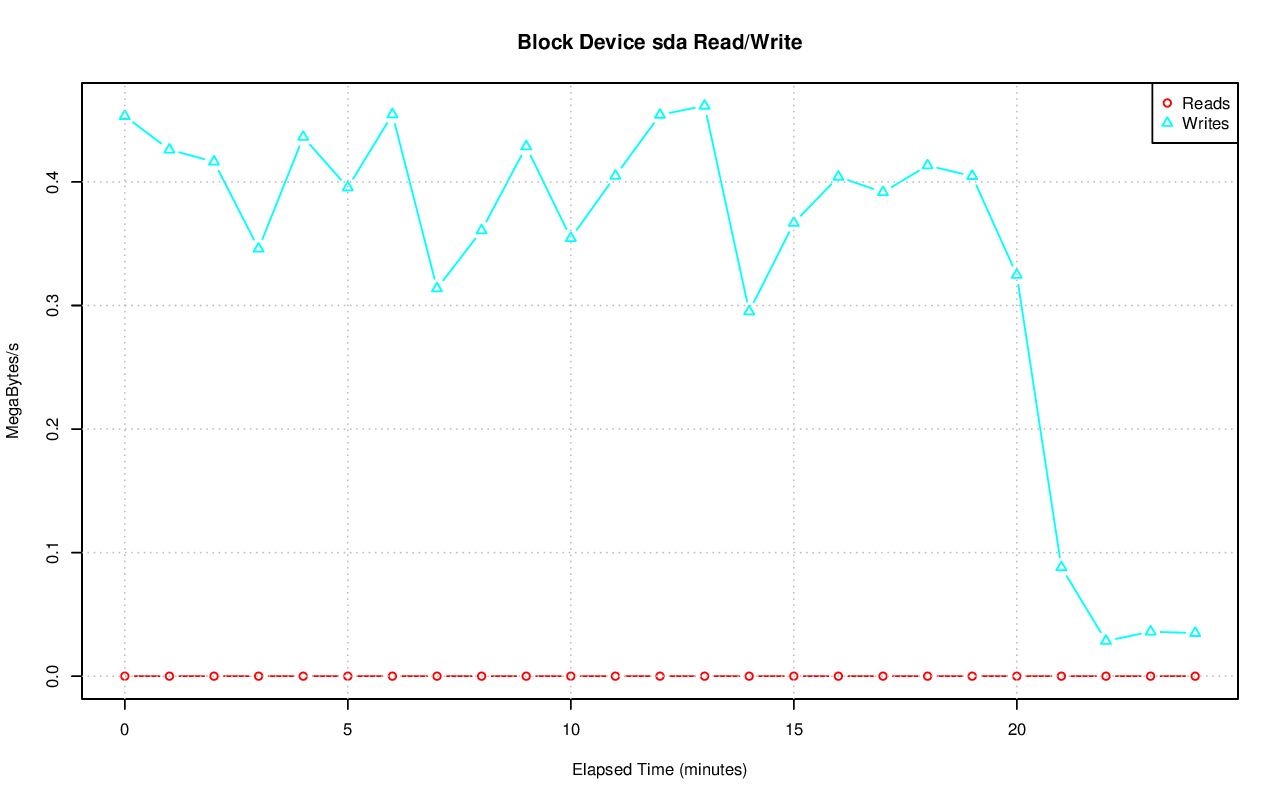 Block Device sda Read/Write
Reads
Writes
MegaBytes/s
0.4
0.3
0.2
0.1
0.0
0 5 10 15 20
Elapsed Time (minutes)